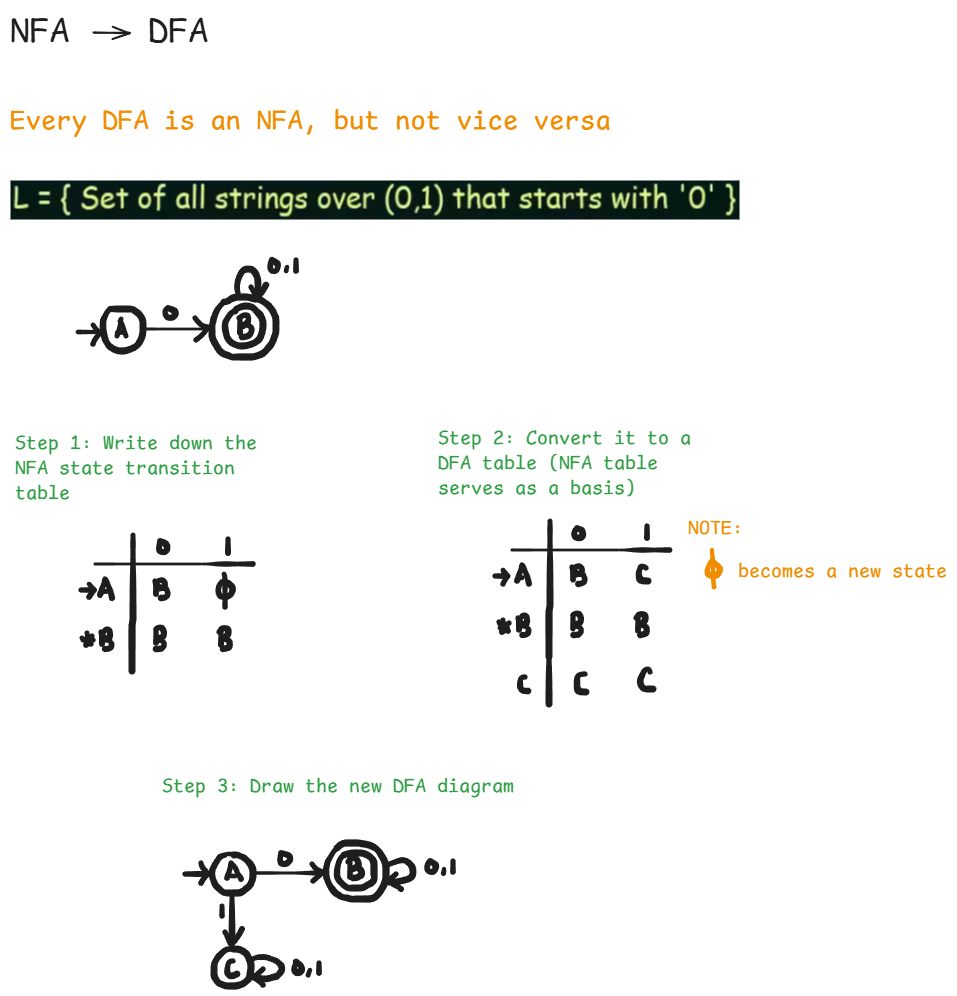 NFA → DFA
Every DFA is an NFA, but not vice versa
L = { Set of all strings over (0,1) that starts with '0' }
0,1
→ A 0 B
Step 1: Write down the
NFA state transition
table
0 1
→A B ϕ
*B B B
Step 2: Convert it to a
DFA table (NFA table
serves as a basis)
0 1
→A B C
*B B B
C C C
NOTE:
ϕ becomes a new state
Step 3: Draw the new DFA diagram
→ A 0 B 0,1
1
C 0,1